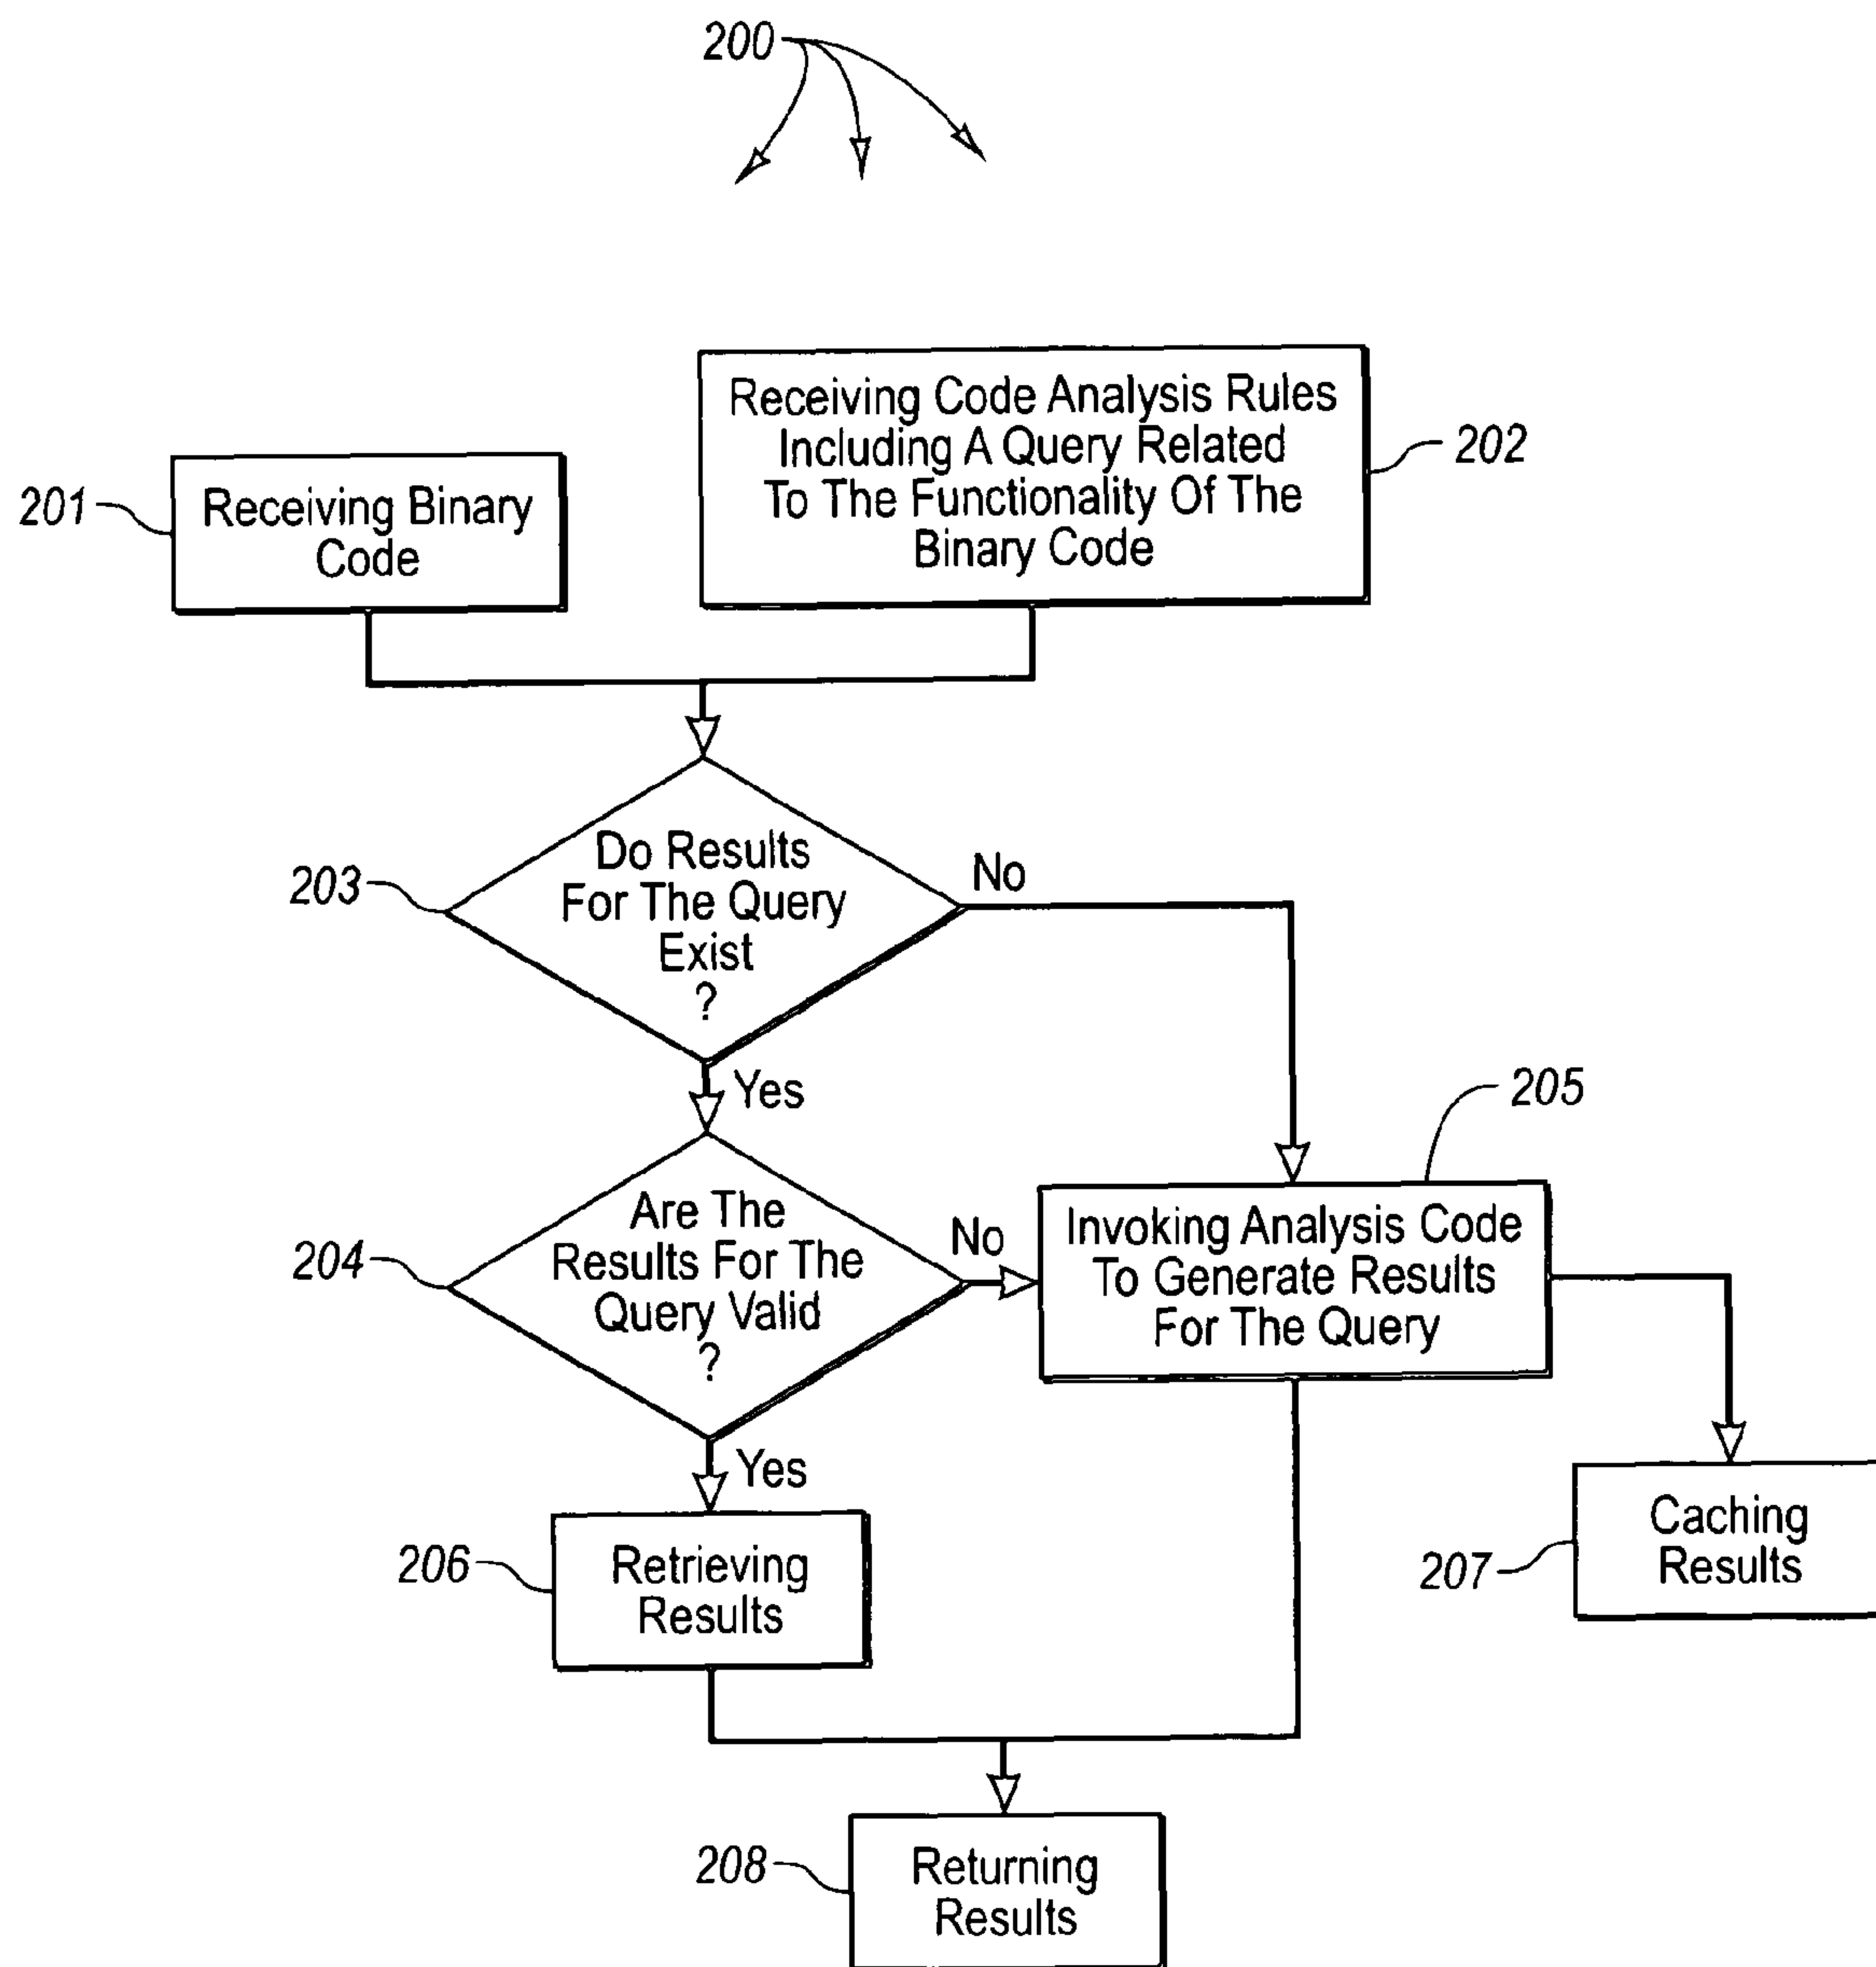 200
Receiving Code Analysis Rules
Including A Query Related
To The Functionality Of The
Binary Code
202
201
Receiving Binary
Code
203
Do Results
For The Query
Exist
?
No
Yes
205
204
Are The
Results For The
Query Valid
?
No
Invoking Analysis Code
To Generate Results
For The Query
Yes
206
Retrieving
Results
207
Caching
Results
208
Returning
Results